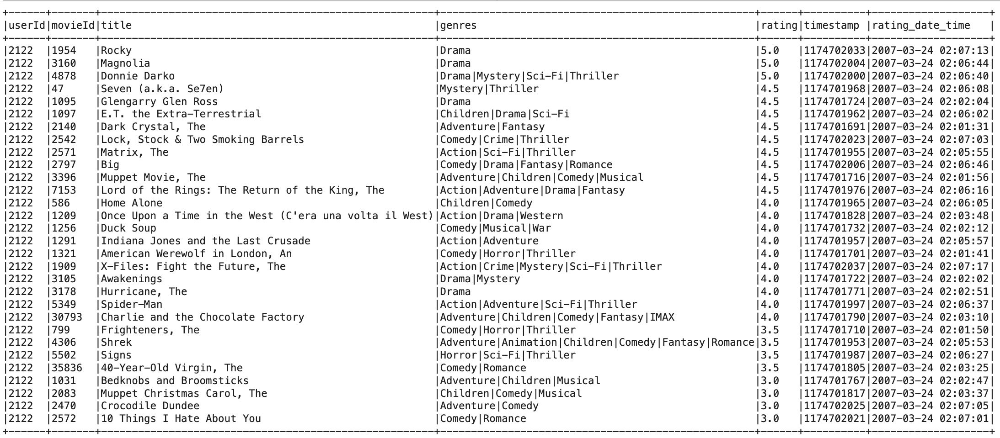 +------+-------+------------------------------------------------------+---------------------------------------------------+------+----------+-------------------+
|userId|movieId|title                                                 |genres                                             |rating|timestamp |rating_date_time   |
+------+-------+------------------------------------------------------+---------------------------------------------------+------+----------+-------------------+
|2122  |1954   |Rocky                                                 |Drama                                              |5.0   |1174702033|2007-03-24 02:07:13|
|2122  |3160   |Magnolia                                              |Drama                                              |5.0   |1174702004|2007-03-24 02:06:44|
|2122  |4878   |Donnie Darko                                          |Drama|Mystery|Sci-Fi|Thriller                      |5.0   |1174702000|2007-03-24 02:06:40|
|2122  |47     |Seven (a.k.a. Se7en)                                  |Mystery|Thriller                                   |4.5   |1174701968|2007-03-24 02:06:08|
|2122  |1095   |Glengarry Glen Ross                                   |Drama                                              |4.5   |1174701724|2007-03-24 02:02:04|
|2122  |1097   |E.T. the Extra-Terrestrial                            |Children|Drama|Sci-Fi                              |4.5   |1174701962|2007-03-24 02:06:02|
|2122  |2140   |Dark Crystal, The                                     |Adventure|Fantasy                                  |4.5   |1174701691|2007-03-24 02:01:31|
|2122  |2542   |Lock, Stock & Two Smoking Barrels                     |Comedy|Crime|Thriller                              |4.5   |1174702023|2007-03-24 02:07:03|
|2122  |2571   |Matrix, The                                           |Action|Sci-Fi|Thriller                             |4.5   |1174701955|2007-03-24 02:05:55|
|2122  |2797   |Big                                                   |Comedy|Drama|Fantasy|Romance                       |4.5   |1174702006|2007-03-24 02:06:46|
|2122  |3396   |Muppet Movie, The                                     |Adventure|Children|Comedy|Musical                  |4.5   |1174701716|2007-03-24 02:01:56|
|2122  |7153   |Lord of the Rings: The Return of the King, The        |Action|Adventure|Drama|Fantasy                     |4.5   |1174701976|2007-03-24 02:06:16|
|2122  |586    |Home Alone                                            |Children|Comedy                                    |4.0   |1174701965|2007-03-24 02:06:05|
|2122  |1209   |Once Upon a Time in the West (C'era una volta il West)|Action|Drama|Western                               |4.0   |1174701828|2007-03-24 02:03:48|
|2122  |1256   |Duck Soup                                             |Comedy|Musical|War                                 |4.0   |1174701732|2007-03-24 02:02:12|
|2122  |1291   |Indiana Jones and the Last Crusade                    |Action|Adventure                                   |4.0   |1174701957|2007-03-24 02:05:57|
|2122  |1321   |American Werewolf in London, An                       |Comedy|Horror|Thriller                             |4.0   |1174701701|2007-03-24 02:01:41|
|2122  |1909   |X-Files: Fight the Future, The                        |Action|Crime|Mystery|Sci-Fi|Thriller               |4.0   |1174702037|2007-03-24 02:07:17|
|2122  |3105   |Awakenings                                            |Drama|Mystery                                      |4.0   |1174701722|2007-03-24 02:02:02|
|2122  |3178   |Hurricane, The                                        |Drama                                              |4.0   |1174701771|2007-03-24 02:02:51|
|2122  |5349   |Spider-Man                                            |Action|Adventure|Sci-Fi|Thriller                   |4.0   |1174701997|2007-03-24 02:06:37|
|2122  |30793  |Charlie and the Chocolate Factory                     |Adventure|Children|Comedy|Fantasy|IMAX             |4.0   |1174701790|2007-03-24 02:03:10|
|2122  |799    |Frighteners, The                                      |Comedy|Horror|Thriller                             |3.5   |1174701710|2007-03-24 02:01:50|
|2122  |4306   |Shrek                                                 |Adventure|Animation|Children|Comedy|Fantasy|Romance|3.5   |1174701953|2007-03-24 02:05:53|
|2122  |5502   |Signs                                                 |Horror|Sci-Fi|Thriller                             |3.5   |1174701987|2007-03-24 02:06:27|
|2122  |35836  |40-Year-Old Virgin, The                               |Comedy|Romance                                     |3.5   |1174701805|2007-03-24 02:03:25|
|2122  |1031   |Bedknobs and Broomsticks                              |Adventure|Children|Musical                         |3.0   |1174701767|2007-03-24 02:02:47|
|2122  |2083   |Muppet Christmas Carol, The                           |Children|Comedy|Musical                            |3.0   |1174701817|2007-03-24 02:03:37|
|2122  |2470   |Crocodile Dundee                                      |Adventure|Comedy                                   |3.0   |1174702025|2007-03-24 02:07:05|
|2122  |2572   |10 Things I Hate About You                            |Comedy|Romance                                     |3.0   |1174702021|2007-03-24 02:07:01|
+------+-------+------------------------------------------------------+---------------------------------------------------+------+----------+-------------------+